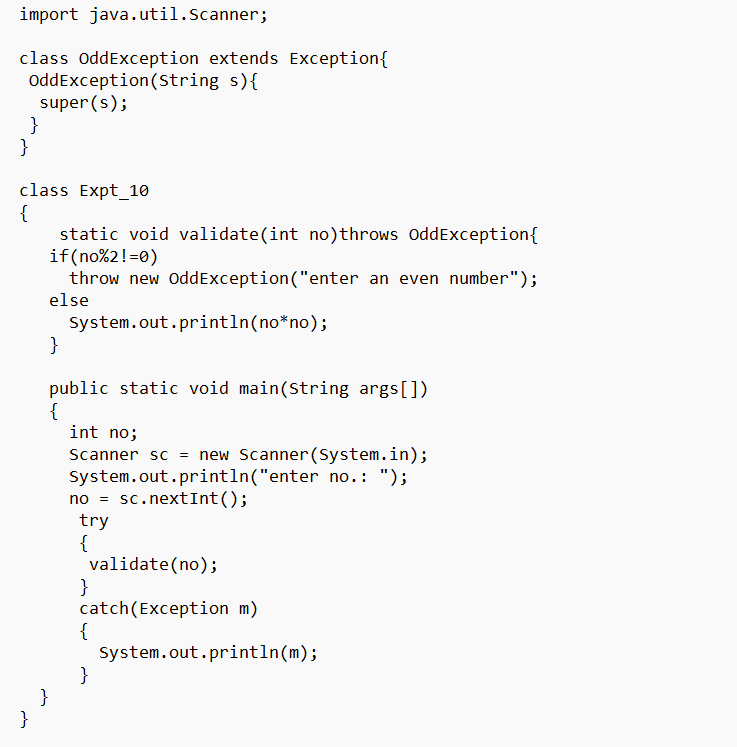 import java.util.Scanner;
class OddException extends Exception{
OddException(String s){
super(s);
}
}
class Expt_10
{
static void validate(int no)throws OddException{
if(no%2!=0)
throw new OddException("enter an even number");
else
System.out.println(no*no);
}
public static void main(String args[])
{
int no;
Scanner sc = new Scanner(System.in);
System.out.println("enter no.: ");
no = sc.nextInt();
try
{
validate(no);
}
catch(Exception m)
{
System.out.println(m);
}
}
}